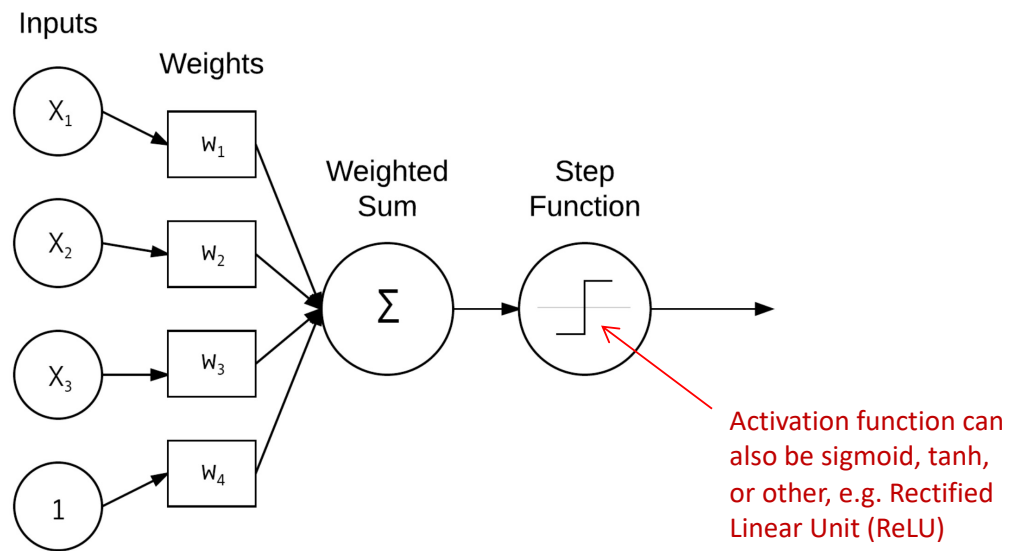 Inputs
Weights
X₁
w₁
X₂
w₂
X₃
w₃
1
w₄
Weighted
Sum
Σ
Step
Function
Activation function can
also be sigmoid, tanh,
or other, e.g. Rectified
Linear Unit (ReLU)